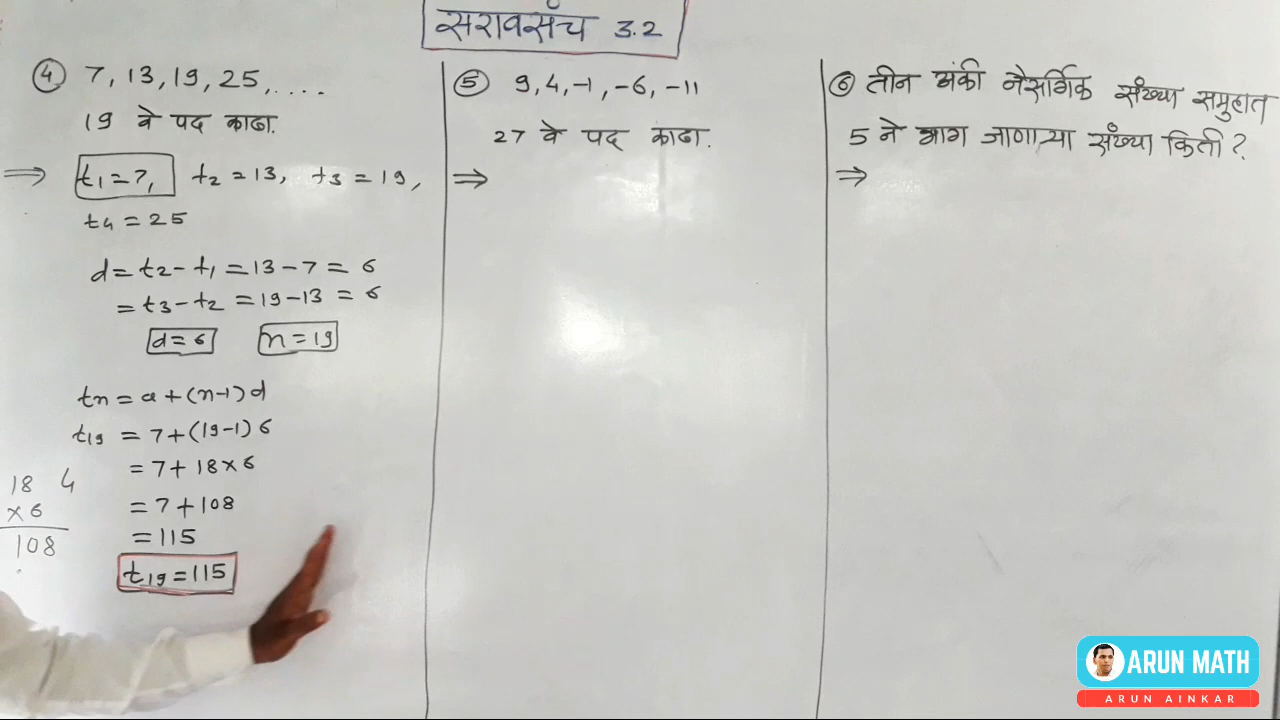 सरावसंच 3.2
④ 7, 13, 19, 25, ....
19 वे पद काढा.
⇒ t₁ = 7, t₂ = 13, t₃ = 19,
t₄ = 25
d = t₂ - t₁ = 13 - 7 = 6
= t₃ - t₂ = 19 - 13 = 6
d = 6 n = 19
tn = a + (n-1) d
t₁₉ = 7 + (19-1) 6
= 7 + 18 × 6
= 7 + 108
= 115
t₁₉ = 115
18 4
× 6
108
⑤ 9, 4, -1, -6, -11
27 वे पद काढा.
⇒
⑥ तीन अंकी नैसर्गिक संख्या समुहात
5 ने भाग जाणाऱ्या संख्या किती?
⇒
ARUN MATH
ARUN AINKAR